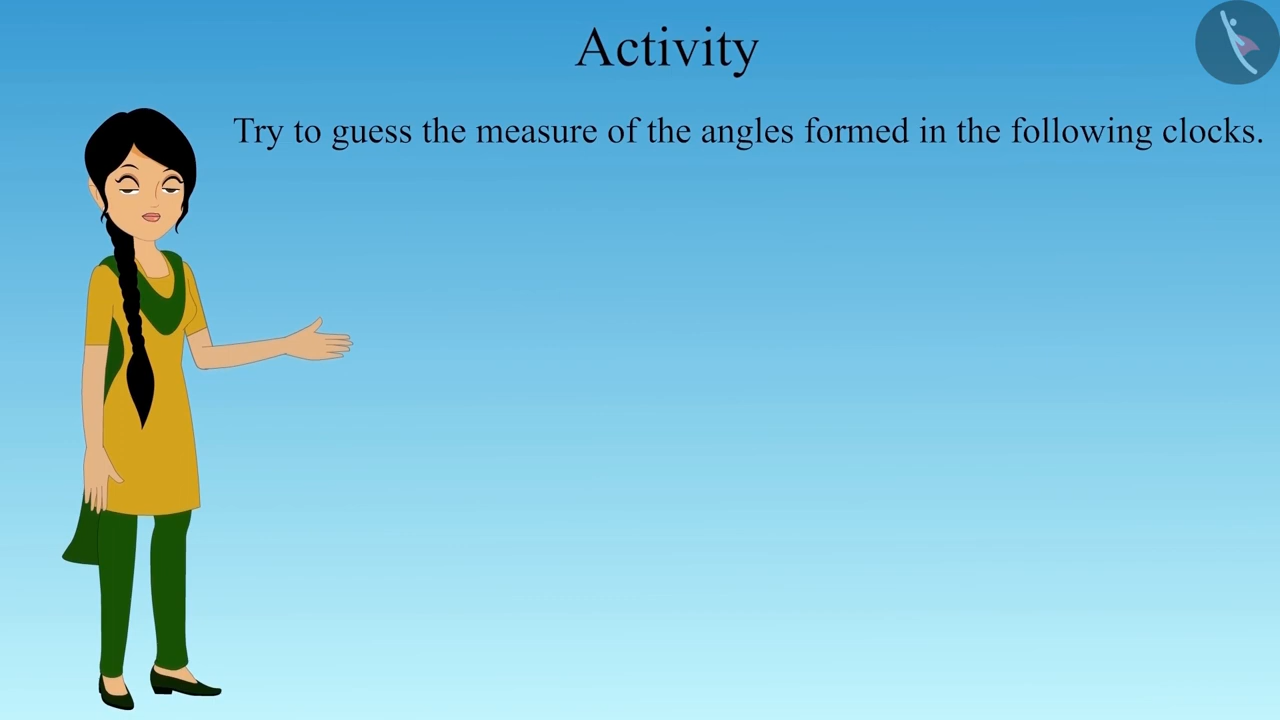 Activity
Try to guess the measure of the angles formed in the following clocks.